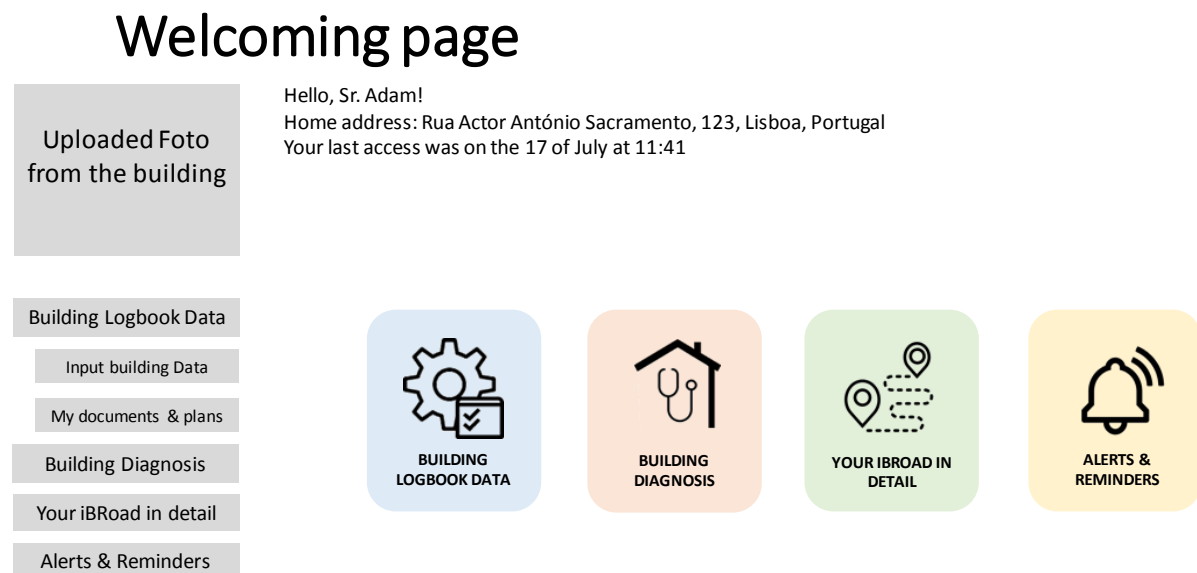 Welcoming page
Uploaded Foto
from the building
Hello, Sr. Adam!
Home address: Rua Actor António Sacramento, 123, Lisboa, Portugal
Your last access was on the 17 of July at 11:41
Building Logbook Data
Input building Data
My documents & plans
Building Diagnosis
Your iBRoad in detail
Alerts & Reminders
BUILDING
LOGBOOK DATA
BUILDING
DIAGNOSIS
YOUR IBROAD IN
DETAIL
ALERTS &
REMINDERS